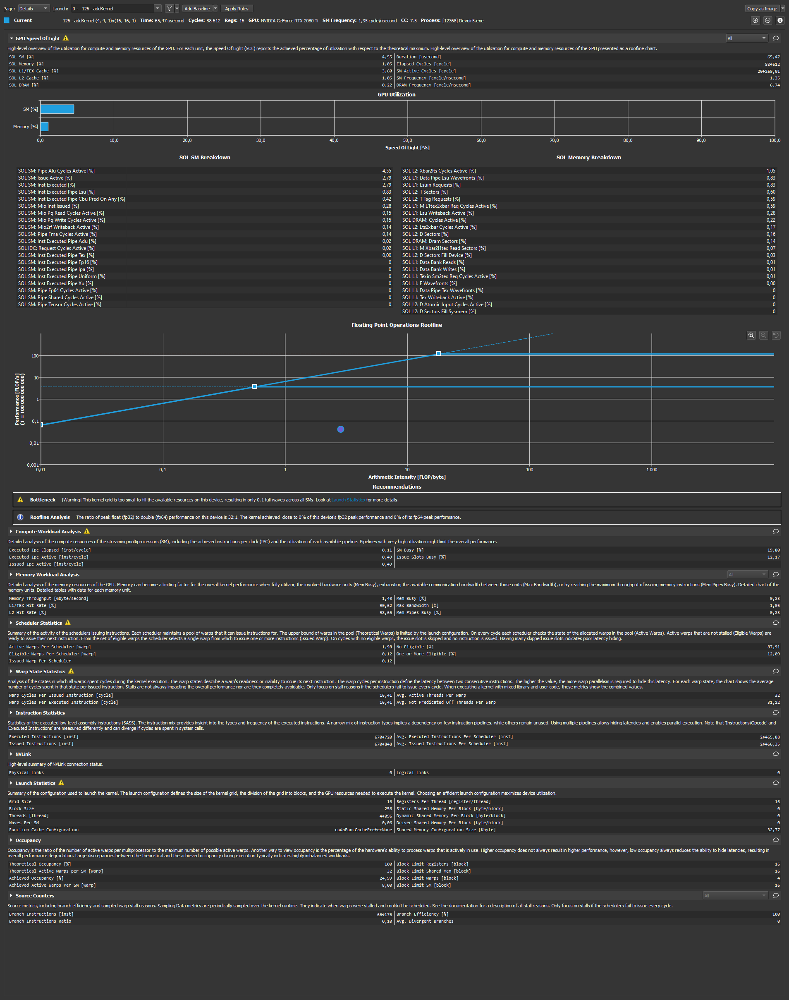 Page: Details Launch: 0 - 126 - addKernel Add Baseline Apply Rules Copy as Image
Current 126 - addKernel (4, 4, 1)x(16, 16, 1) Time: 65,47 usecond Cycles: 88 612 Regs: 16 GPU: NVIDIA GeForce RTX 2080 Ti SM Frequency: 1,35 cycle/nsecond CC: 7.5 Process: [12368] Devoir5.exe
GPU Speed Of Light All
High-level overview of the utilization for compute and memory resources of the GPU. For each unit, the Speed Of Light (SOL) reports the achieved percentage of utilization with respect to the theoretical maximum. High-level overview of the utilization for compute and memory resources of the GPU presented as a roofline chart.
SOL SM [%] 4,55 Duration [usecond] 65,47
SOL Memory [%] 1,05 Elapsed Cycles [cycle] 88�612
SOL L1/TEX Cache [%] 3,60 SM Active Cycles [cycle] 20�269,01
SOL L2 Cache [%] 1,05 SM Frequency [cycle/nsecond] 1,35
SOL DRAM [%] 0,22 DRAM Frequency [cycle/nsecond] 6,74
GPU Utilization
SM [%]
Memory [%]
0,0 10,0 20,0 30,0 40,0 50,0 60,0 70,0 80,0 90,0 100,0
Speed Of Light [%]
SOL SM Breakdown SOL Memory Breakdown
SOL SM: Pipe Alu Cycles Active [%] 4,55 SOL L2: Xbar2lts Cycles Active [%] 1,05
SOL SM: Issue Active [%] 2,79 SOL L1: Data Pipe Lsu Wavefronts [%] 0,83
SOL SM: Inst Executed [%] 2,79 SOL L1: Lsuin Requests [%] 0,83
SOL SM: Inst Executed Pipe Lsu [%] 0,83 SOL L2: T Sectors [%] 0,60
SOL SM: Inst Executed Pipe Cbu Pred On Any [%] 0,42 SOL L2: T Tag Requests [%] 0,59
SOL SM: Mio Inst Issued [%] 0,28 SOL L1: M L1tex2xbar Req Cycles Active [%] 0,59
SOL SM: Mio Pq Read Cycles Active [%] 0,15 SOL L1: Lsu Writeback Active [%] 0,28
SOL SM: Mio Pq Write Cycles Active [%] 0,15 SOL DRAM: Cycles Active [%] 0,22
SOL SM: Mio2rf Writeback Active [%] 0,14 SOL L2: Lts2xbar Cycles Active [%] 0,17
SOL SM: Pipe Fma Cycles Active [%] 0,14 SOL L2: D Sectors [%] 0,16
SOL SM: Inst Executed Pipe Adu [%] 0,02 SOL DRAM: Dram Sectors [%] 0,14
SOL IDC: Request Cycles Active [%] 0,02 SOL L1: M Xbar2l1tex Read Sectors [%] 0,07
SOL SM: Inst Executed Pipe Tex [%] 0,00 SOL L2: D Sectors Fill Device [%] 0,03
SOL SM: Inst Executed Pipe Fp16 [%] 0 SOL L1: Data Bank Reads [%] 0,01
SOL SM: Inst Executed Pipe Ipa [%] 0 SOL L1: Data Bank Writes [%] 0,01
SOL SM: Inst Executed Pipe Uniform [%] 0 SOL L1: Texin Sm2tex Req Cycles Active [%] 0,01
SOL SM: Inst Executed Pipe Xu [%] 0 SOL L1: F Wavefronts [%] 0,00
SOL SM: Pipe Fp64 Cycles Active [%] 0 SOL L1: Data Pipe Tex Wavefronts [%] 0
SOL SM: Pipe Shared Cycles Active [%] 0 SOL L1: Tex Writeback Active [%] 0
SOL SM: Pipe Tensor Cycles Active [%] 0 SOL L2: D Atomic Input Cycles Active [%] 0
SOL L2: D Sectors Fill Sysmem [%] 0
Floating Point Operations Roofline
Performance [FLOP/s]
(1 = 100 000 000 000)
100
10
1
0,1
0,01
0,001
0,01 0,1 1 10 100 1 000
Arithmetic Intensity [FLOP/byte]
Recommendations
Bottleneck [Warning] This kernel grid is too small to fill the available resources on this device, resulting in only 0.1 full waves across all SMs. Look at Launch Statistics for more details.
Roofline Analysis The ratio of peak float (fp32) to double (fp64) performance on this device is 32:1. The kernel achieved close to 0% of this device's fp32 peak performance and 0% of its fp64 peak performance.
Compute Workload Analysis
Detailed analysis of the compute resources of the streaming multiprocessors (SM), including the achieved instructions per clock (IPC) and the utilization of each available pipeline. Pipelines with very high utilization might limit the overall performance.
Executed Ipc Elapsed [inst/cycle] 0,11 SM Busy [%] 19,80
Executed Ipc Active [inst/cycle] 0,49 Issue Slots Busy [%] 12,17
Issued Ipc Active [inst/cycle] 0,49
Memory Workload Analysis All
Detailed analysis of the memory resources of the GPU. Memory can become a limiting factor for the overall kernel performance when fully utilizing the involved hardware units (Mem Busy), exhausting the available communication bandwidth between those units (Max Bandwidth), or by reaching the maximum throughput of issuing memory instructions (Mem Pipes Busy). Detailed chart of the
memory units. Detailed tables with data for each memory unit.
Memory Throughput [Gbyte/second] 1,40 Mem Busy [%] 0,83
L1/TEX Hit Rate [%] 90,62 Max Bandwidth [%] 1,05
L2 Hit Rate [%] 98,66 Mem Pipes Busy [%] 0,83
Scheduler Statistics
Summary of the activity of the schedulers issuing instructions. Each scheduler maintains a pool of warps that it can issue instructions for. The upper bound of warps in the pool (Theoretical Warps) is limited by the launch configuration. On every cycle each scheduler checks the state of the allocated warps in the pool (Active Warps). Active warps that are not stalled (Eligible Warps) are
ready to issue their next instruction. From the set of eligible warps the scheduler selects a single warp from which to issue one or more instructions (Issued Warp). On cycles with no eligible warps, the issue slot is skipped and no instruction is issued. Having many skipped issue slots indicates poor latency hiding.
Active Warps Per Scheduler [warp] 1,98 No Eligible [%] 87,91
Eligible Warps Per Scheduler [warp] 0,12 One or More Eligible [%] 12,09
Issued Warp Per Scheduler 0,12
Warp State Statistics
Analysis of the states in which all warps spent cycles during the kernel execution. The warp states describe a warp's readiness or inability to issue its next instruction. The warp cycles per instruction define the latency between two consecutive instructions. The higher the value, the more warp parallelism is required to hide this latency. For each warp state, the chart shows the average
number of cycles spent in that state per issued instruction. Stalls are not always impacting the overall performance nor are they completely avoidable. Only focus on stall reasons if the schedulers fail to issue every cycle. When executing a kernel with mixed library and user code, these metrics show the combined values.
Warp Cycles Per Issued Instruction [cycle] 16,41 Avg. Active Threads Per Warp 32
Warp Cycles Per Executed Instruction [cycle] 16,41 Avg. Not Predicated Off Threads Per Warp 31,22
Instruction Statistics
Statistics of the executed low-level assembly instructions (SASS). The instruction mix provides insight into the types and frequency of the executed instructions. A narrow mix of instruction types implies a dependency on few instruction pipelines, while others remain unused. Using multiple pipelines allows hiding latencies and enables parallel execution. Note that 'Instructions/Opcode' and
'Executed Instructions' are measured differently and can diverge if cycles are spent in system calls.
Executed Instructions [inst] 670�720 Avg. Executed Instructions Per Scheduler [inst] 2�465,88
Issued Instructions [inst] 670�848 Avg. Issued Instructions Per Scheduler [inst] 2�466,35
NVLink
High-level summary of NVLink connection status.
Physical Links 0 Logical Links 0
Launch Statistics
Summary of the configuration used to launch the kernel. The launch configuration defines the size of the kernel grid, the division of the grid into blocks, and the GPU resources needed to execute the kernel. Choosing an efficient launch configuration maximizes device utilization.
Grid Size 16 Registers Per Thread [register/thread] 16
Block Size 256 Static Shared Memory Per Block [byte/block] 0
Threads [thread] 4�096 Dynamic Shared Memory Per Block [byte/block] 0
Waves Per SM 0,06 Driver Shared Memory Per Block [byte/block] 0
Function Cache Configuration cudaFuncCachePreferNone Shared Memory Configuration Size [Kbyte] 32,77
Occupancy
Occupancy is the ratio of the number of active warps per multiprocessor to the maximum number of possible active warps. Another way to view occupancy is the percentage of the hardware's ability to process warps that is actively in use. Higher occupancy does not always result in higher performance, however, low occupancy always reduces the ability to hide latencies, resulting in
overall performance degradation. Large discrepancies between the theoretical and the achieved occupancy during execution typically indicates highly imbalanced workloads.
Theoretical Occupancy [%] 100 Block Limit Registers [block] 16
Theoretical Active Warps per SM [warp] 32 Block Limit Shared Mem [block] 16
Achieved Occupancy [%] 24,99 Block Limit Warps [block] 4
Achieved Active Warps Per SM [warp] 8,00 Block Limit SM [block] 16
Source Counters All
Source metrics, including branch efficiency and sampled warp stall reasons. Sampling Data metrics are periodically sampled over the kernel runtime. They indicate when warps were stalled and couldn't be scheduled. See the documentation for a description of all stall reasons. Only focus on stalls if the schedulers fail to issue every cycle.
Branch Instructions [inst] 66�176 Branch Efficiency [%] 100
Branch Instructions Ratio 0,10 Avg. Divergent Branches 0